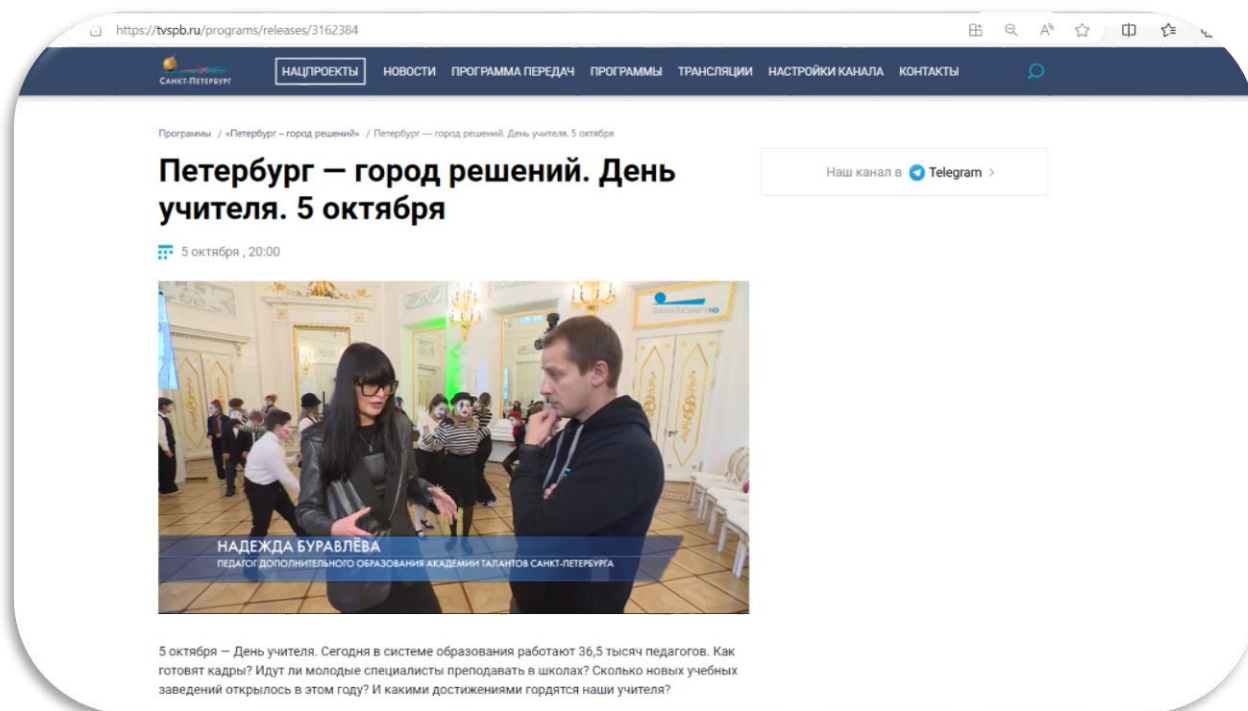 https://tvspb.ru/programs/releases/3162384
САНКТ-ПЕТЕРБУРГ
НАЦПРОЕКТЫ НОВОСТИ ПРОГРАММА ПЕРЕДАЧ ПРОГРАММЫ ТРАНСЛЯЦИИ НАСТРОЙКИ КАНАЛА КОНТАКТЫ
Программы / «Петербург – город решений» / Петербург — город решений. День учителя. 5 октября
Петербург — город решений. День
учителя. 5 октября
Наш канал в Telegram >
5 октября , 20:00
НАДЕЖДА БУРАВЛЁВА
ПЕДАГОГ ДОПОЛНИТЕЛЬНОГО ОБРАЗОВАНИЯ АКАДЕМИИ ТАЛАНТОВ САНКТ-ПЕТЕРБУРГА
5 октября — День учителя. Сегодня в системе образования работают 36,5 тысяч педагогов. Как
готовят кадры? Идут ли молодые специалисты преподавать в школах? Сколько новых учебных
заведений открылось в этом году? И какими достижениями гордятся наши учителя?